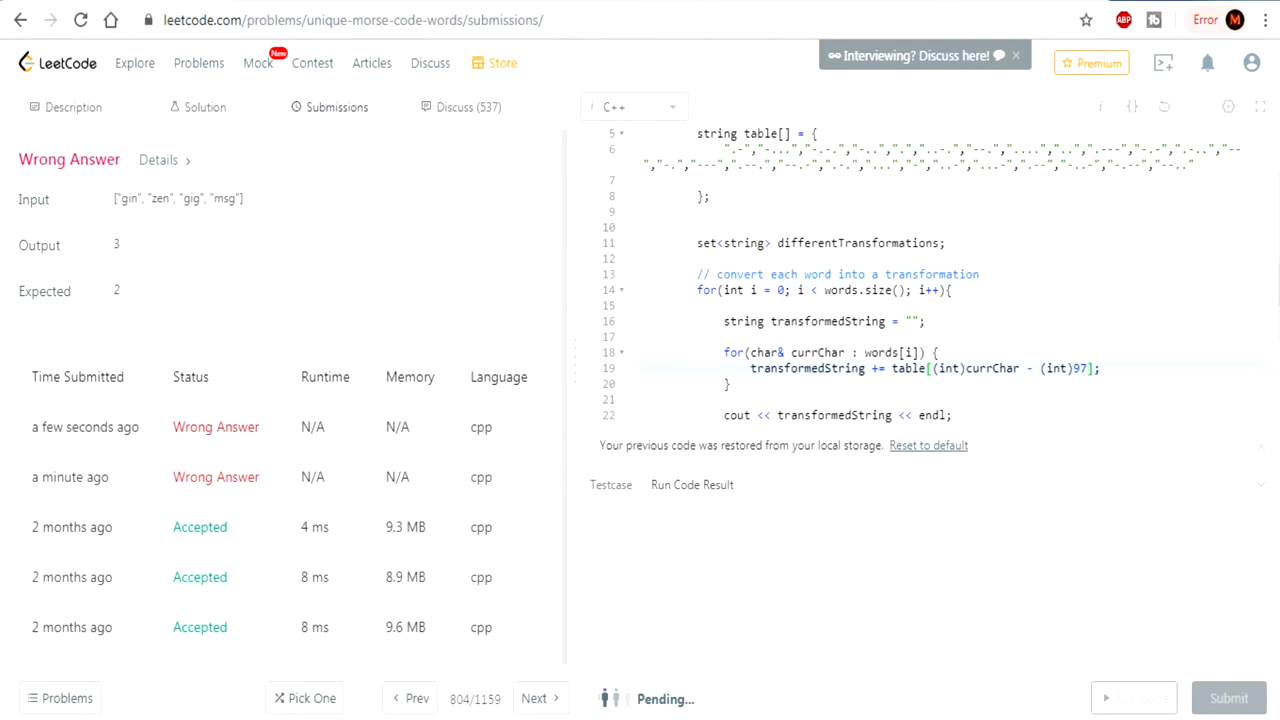 leetcode.com/problems/unique-morse-code-words/submissions/
ABP
Error
M
LeetCode
Explore
Problems
Mock
New
Contest
Articles
Discuss
Store
Interviewing? Discuss here!
Premium
Description
Solution
Submissions
Discuss (537)
i C++
Wrong Answer
Details >
Input
["gin", "zen", "gig", "msg"]
Output
3
Expected
2
Time Submitted Status Runtime Memory Language
a few seconds ago Wrong Answer N/A N/A cpp
a minute ago Wrong Answer N/A N/A cpp
2 months ago Accepted 4 ms 9.3 MB cpp
2 months ago Accepted 8 ms 8.9 MB cpp
2 months ago Accepted 8 ms 9.6 MB cpp
5 string table[] = {
6 ".-","-...","-.-.","-..",".","..-.","--.","....","..",".---","-.-",".-..","--
","-.","---",".--.","--.-",".-.","...","-","..-","...-",".--","-..-","-.--","--.."
7
8 };
9
10
11 set<string> differentTransformations;
12
13 // convert each word into a transformation
14 for(int i = 0; i < words.size(); i++){
15
16 string transformedString = "";
17
18 for(char& currChar : words[i]) {
19 transformedString += table[(int)currChar - (int)97];
20 }
21
22 cout << transformedString << endl;
Your previous code was restored from your local storage. Reset to default
Testcase Run Code Result
Problems
Pick One
< Prev
804/1159
Next >
Pending...
Submit